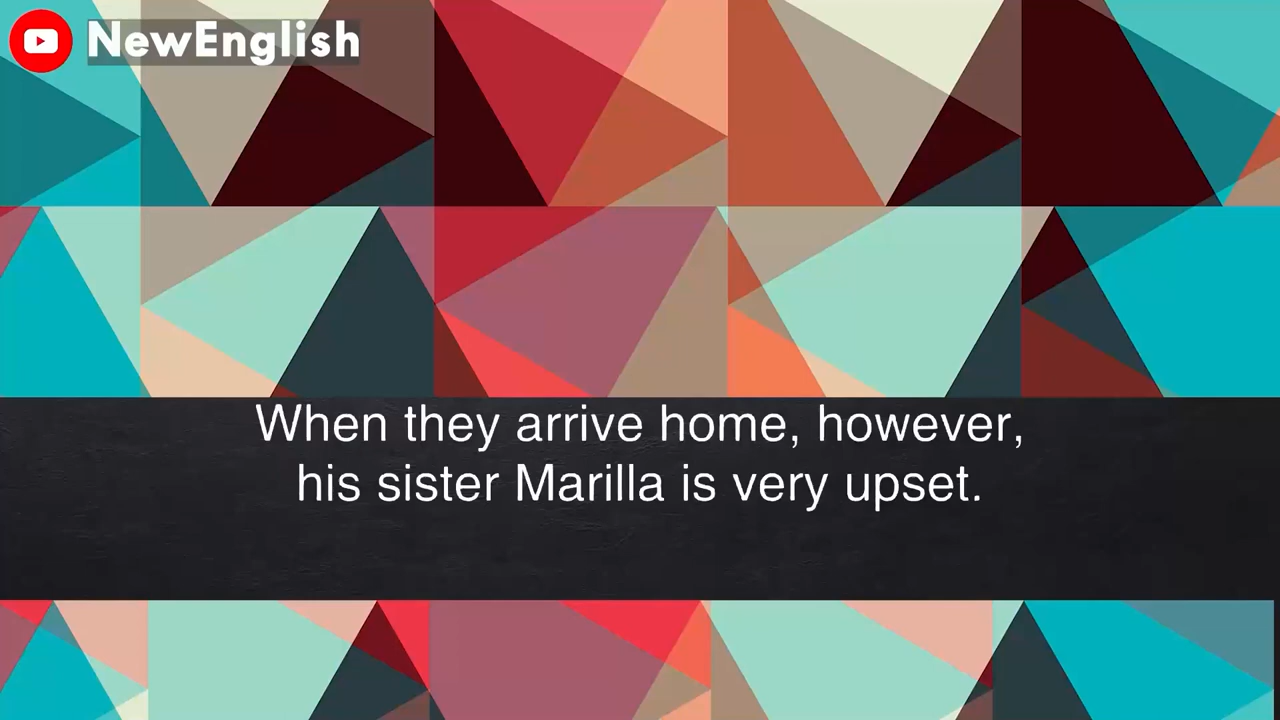 NewEnglish
When they arrive home, however,
his sister Marilla is very upset.